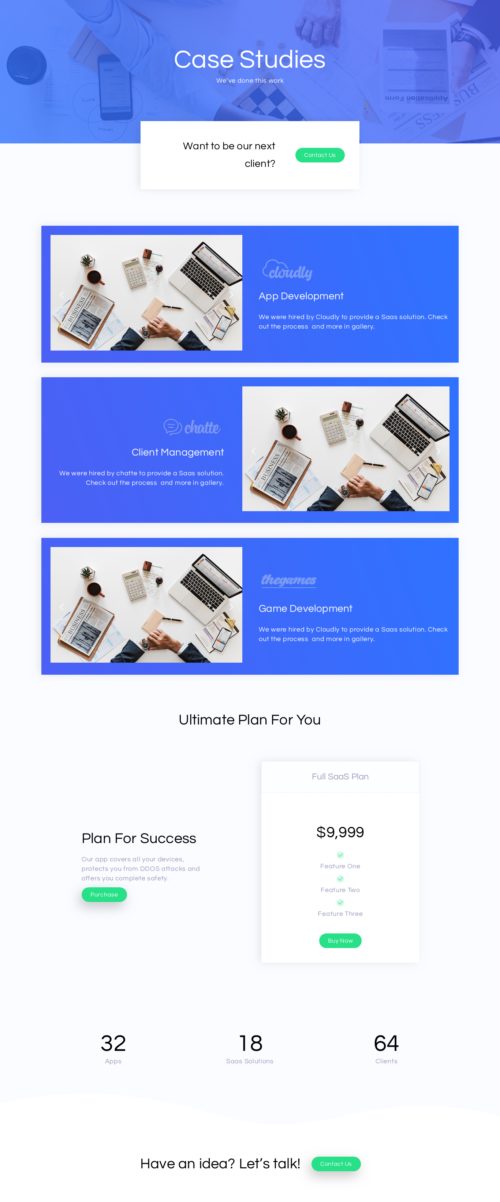 Case Studies
We've done this work
Want to be our next
client?
Contact Us
cloudly
App Development
We were hired by Cloudly to provide a Saas solution. Check
out the process and more in gallery.
BUSINESS
chatte
Client Management
We were hired by chatte to provide a Saas solution.
Check out the process and more in gallery.
BUSINESS
thegames
Game Development
We were hired by Cloudly to provide a Saas solution. Check
out the process and more in gallery.
BUSINESS
Ultimate Plan For You
Full SaaS Plan
$9,999
Feature One
Feature Two
Feature Three
Buy Now
Plan For Success
Our app covers all your devices,
protects you from DDOS attacks and
offers you complete safety.
Purchase
32
Apps
18
Saas Solutions
64
Clients
Have an idea? Let's talk!
Contact Us